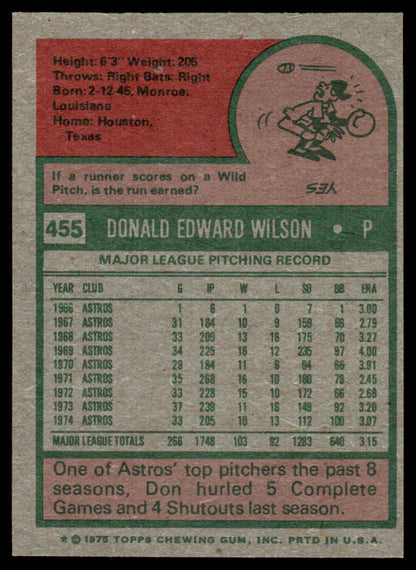 Height: 6'3" Weight: 205
Throws: Right Bats: Right
Born: 2-12-45, Monroe,
Louisiana
Home: Houston,
Texas
If a runner scores on a Wild
Pitch, is the run earned?
YES
455 DONALD EDWARD WILSON • P
MAJOR LEAGUE PITCHING RECORD
YEAR CLUB G IP W L SO BB ERA
1966 ASTROS 1 6 1 0 7 1 3.00
1967 ASTROS 31 184 10 9 159 69 2.79
1968 ASTROS 33 209 13 16 175 70 3.27
1969 ASTROS 34 225 16 12 235 97 4.00
1970 ASTROS 29 184 11 6 94 66 3.91
1971 ASTROS 35 268 16 10 180 79 2.45
1972 ASTROS 33 228 15 10 172 66 2.68
1973 ASTROS 37 239 11 16 149 92 3.20
1974 ASTROS 33 205 11 13 112 100 3.07
MAJOR LEAGUE TOTALS 266 1748 103 92 1283 640 3.15
One of Astros' top pitchers the past 8
seasons, Don hurled 5 Complete
Games and 4 Shutouts last season.
* © 1975 TOPPS CHEWING GUM, INC. PRTD IN U.S.A.